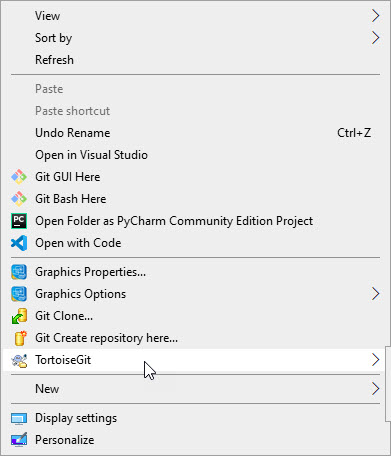 View
Sort by
Refresh
Paste
Paste shortcut
Undo Rename Ctrl+Z
Open in Visual Studio
Git GUI Here
Git Bash Here
PC Open Folder as PyCharm Community Edition Project
Open with Code
Graphics Properties...
Graphics Options
Git Clone...
Git Create repository here...
TortoiseGit
New
Display settings
Personalize